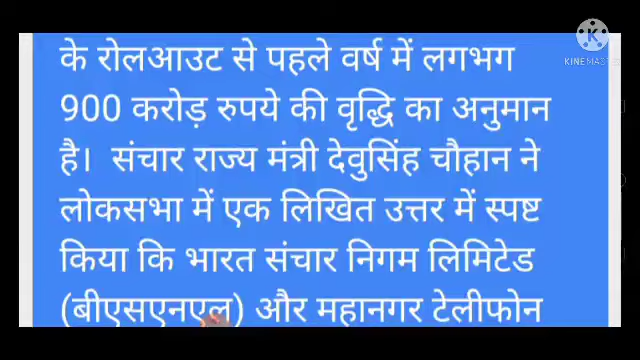 KINEMASTER
के रोलआउट से पहले वर्ष में लगभग
900 करोड़ रुपये की वृद्धि का अनुमान
है। संचार राज्य मंत्री देवुसिंह चौहान ने
लोकसभा में एक लिखित उत्तर में स्पष्ट
किया कि भारत संचार निगम लिमिटेड
(बीएसएनएल) और महानगर टेलीफोन